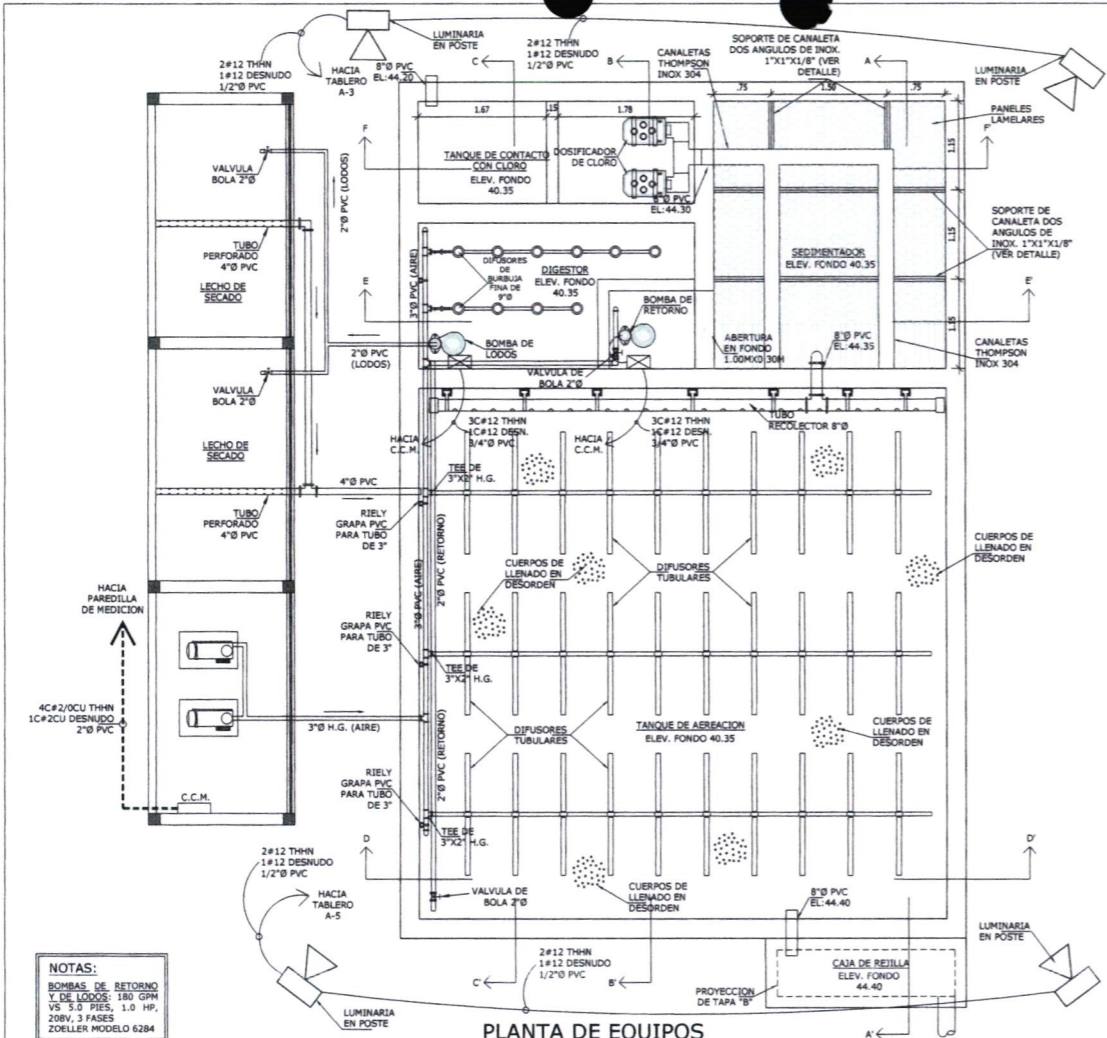 LUMINARIA
EN POSTE
2#12 THHN
1#12 DESNUDO
1/2"Ø PVC
HACIA
TABLERO
A-3
8"Ø PVC
EL:44.20
2#12 THHN
1#12 DESNUDO
1/2"Ø PVC
C
B
CANALETAS
THOMPSON
INOX 304
SOPORTE DE CANALETA
DOS ANGULOS DE INOX.
1"X1"X1/8" (VER
DETALLE)
A
LUMINARIA
EN POSTE
.75
1.50
.75
PANELES
LAMELARES
1.67
.15
1.78
F
F'
TANQUE DE CONTACTO
CON CLORO
ELEV. FONDO
40.35
DOSIFICADOR
DE CLORO
1.15
VALVULA
BOLA 2"Ø
2"Ø PVC (LODOS)
8"Ø PVC
EL:44.30
TUBO
PERFORADO
4"Ø PVC
LECHO DE
SECADO
3"Ø PVC (AIRE)
DIFUSORES
DE
BURBUJA
FINA DE
9"Ø
DIGESTOR
ELEV. FONDO
40.35
SEDIMENTADOR
ELEV. FONDO 40.35
1.15
SOPORTE DE
CANALETA DOS
ANGULOS DE
INOX. 1"X1"X1/8"
(VER DETALLE)
E
E'
BOMBA DE
RETORNO
BOMBA DE
LODOS
2"Ø PVC
(LODOS)
ABERTURA
EN FONDO
1.00MX0.30H
8"Ø PVC
EL:44.35
1.15
CANALETAS
THOMPSON
INOX 304
VALVULA
BOLA 2"Ø
VALVULA DE
BOLA 2"Ø
HACIA
C.C.M.
3C#12 THHN
1C#12 DESN.
3/4"Ø PVC
HACIA
C.C.M.
3C#12 THHN
1C#12 DESN.
3/4"Ø PVC
TUBO
RECOLECTOR 8"Ø
LECHO DE
SECADO
4"Ø PVC
TEE DE
3"X2" H.G.
TUBO
PERFORADO
4"Ø PVC
RIELY
GRAPA PVC
PARA TUBO
DE 3"
3"Ø PVC (AIRE)
2"Ø PVC (RETORNO)
CUERPOS DE
LLENADO EN
DESORDEN
DIFUSORES
TUBULARES
CUERPOS DE
LLENADO EN
DESORDEN
HACIA
PAREDILLA
DE MEDICION
RIELY
GRAPA PVC
PARA TUBO
DE 3"
TEE DE
3"X2" H.G.
4C#2/0CU THHN
1C#2CU DESNUDO
2"Ø PVC
3"Ø H.G. (AIRE)
2"Ø PVC (RETORNO)
DIFUSORES
TUBULARES
TANQUE DE AEREACION
ELEV. FONDO 40.35
CUERPOS DE
LLENADO EN
DESORDEN
C.C.M.
RIELY
GRAPA PVC
PARA TUBO
DE 3"
TEE DE
3"X2" H.G.
D
D'
2#12 THHN
1#12 DESNUDO
1/2"Ø PVC
HACIA
TABLERO
A-5
VALVULA DE
BOLA 2"Ø
CUERPOS DE
LLENADO EN
DESORDEN
8"Ø PVC
EL:44.40
LUMINARIA
EN POSTE
2#12 THHN
1#12 DESNUDO
1/2"Ø PVC
C'
B'
CAJA DE REJILLA
ELEV. FONDO
44.40
PROYECCION
DE TAPA "B"
A'
LUMINARIA
EN POSTE
NOTAS:
BOMBAS DE RETORNO
Y DE LODOS: 180 GPM
VS 5.0 PIES, 1.0 HP,
208V, 3 FASES
ZOELLER MODELO 6284
PLANTA DE EQUIPOS